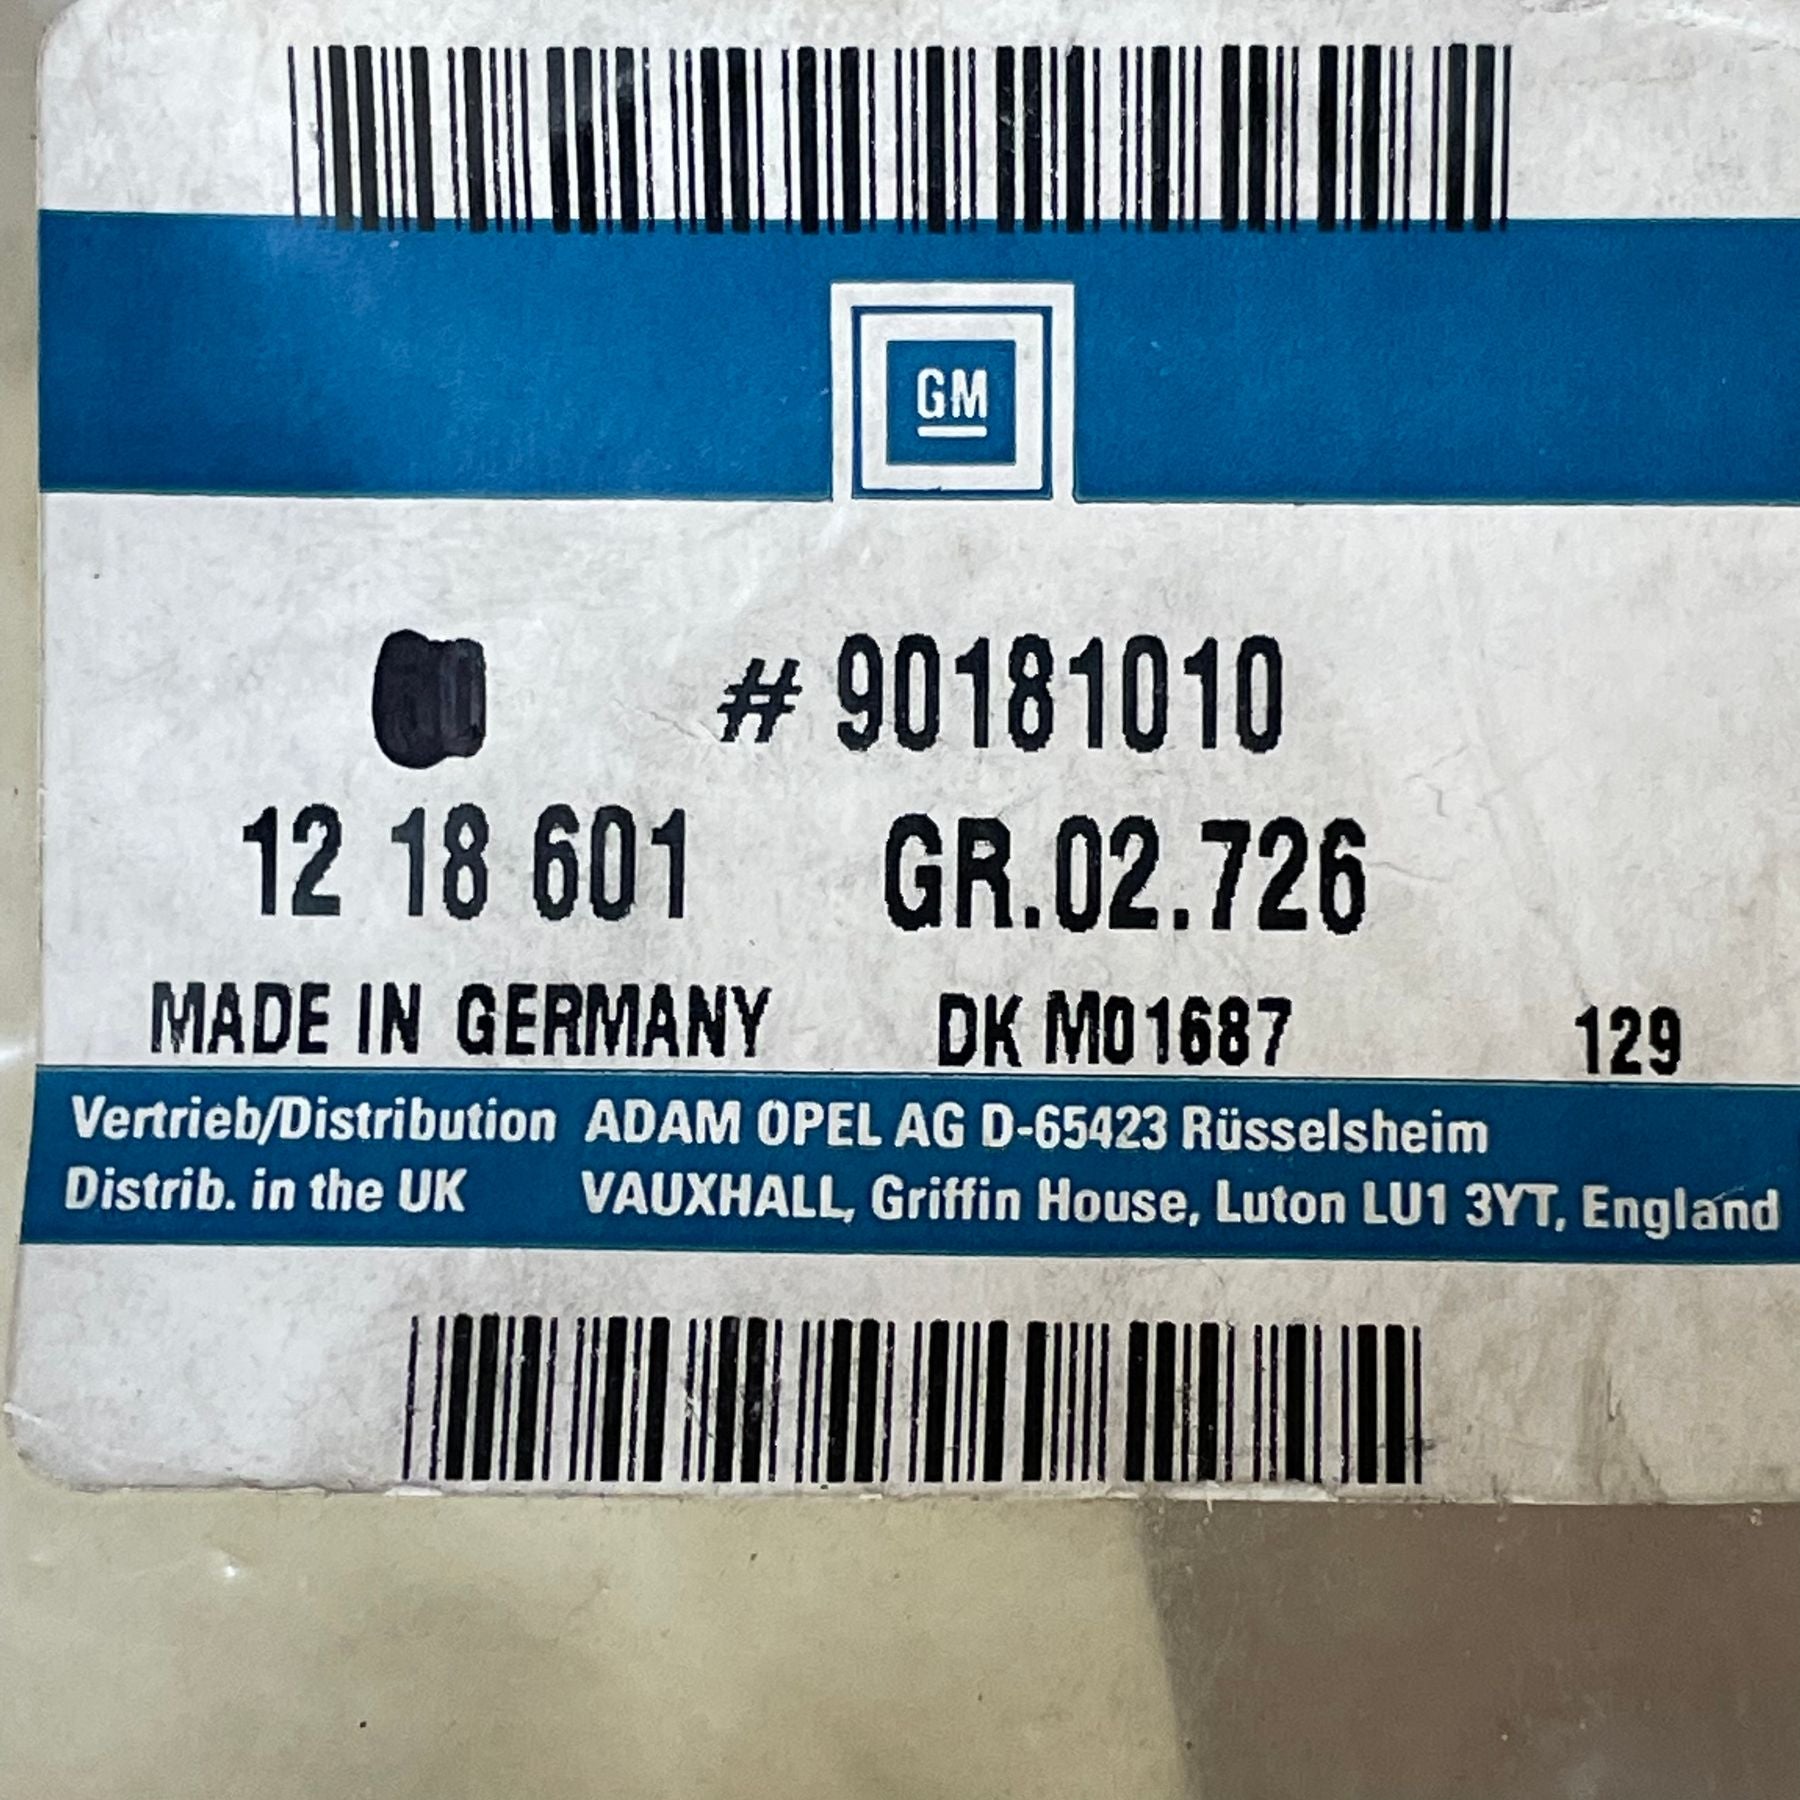 GM
# 90181010
12 18 601 GR.02.726
MADE IN GERMANY DK M01687 129
Vertrieb/Distribution ADAM OPEL AG D-65423 Rüsselsheim
Distrib. in the UK VAUXHALL, Griffin House, Luton LU1 3YT, England